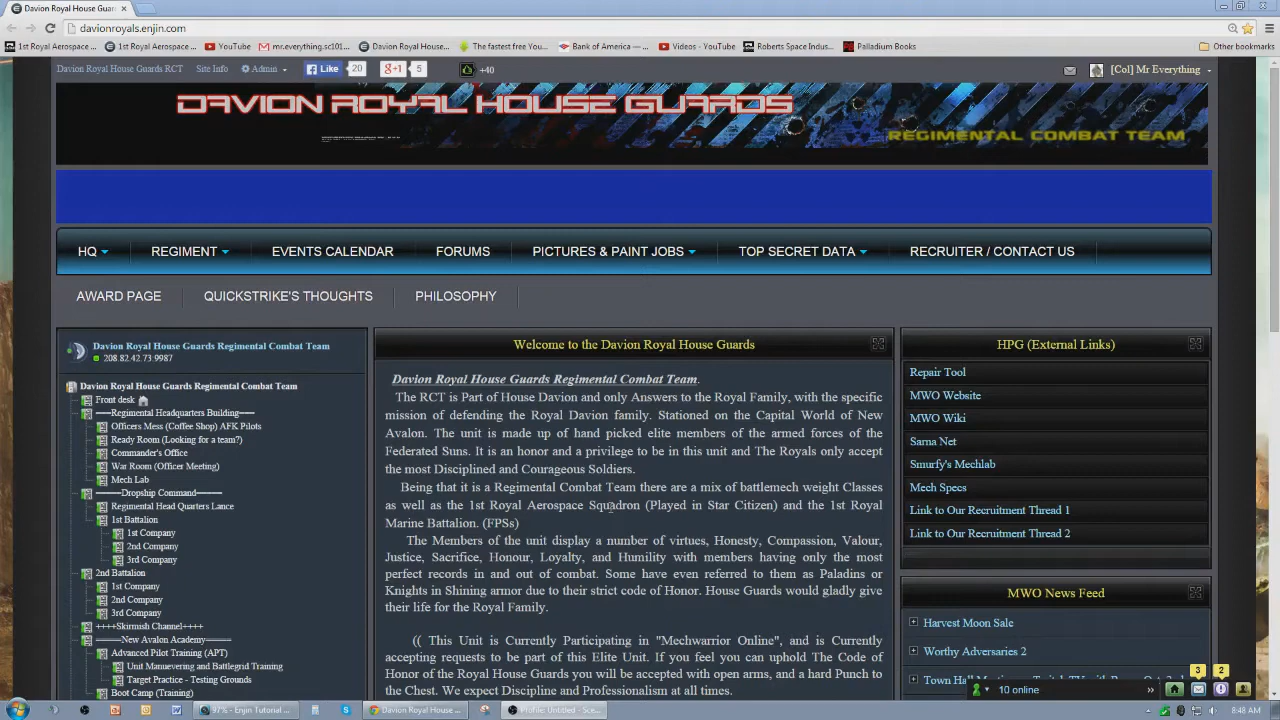 Davion Royal House Guards
davionroyals.enjin.com
1st Royal Aerospace ...
1st Royal Aerospace ...
YouTube
mr.everything.sc101...
Davion Royal House...
The fastest free You...
Bank of America — ...
Videos - YouTube
Roberts Space Indus...
Palladium Books
Other bookmarks
Davion Royal House Guards RCT
Site Info
Admin
Like
20
+1
5
+40
[Col] Mr Everything
DAVION ROYAL HOUSE GUARDS
REGIMENTAL COMBAT TEAM
HQ
REGIMENT
EVENTS CALENDAR
FORUMS
PICTURES & PAINT JOBS
TOP SECRET DATA
RECRUITER / CONTACT US
AWARD PAGE
QUICKSTRIKE'S THOUGHTS
PHILOSOPHY
Davion Royal House Guards Regimental Combat Team
208.82.42.73:9987
Davion Royal House Guards Regimental Combat Team
Front desk
===Regimental Headquarters Building===
Officers Mess (Coffee Shop) AFK Pilots
Ready Room (Looking for a team?)
Commander's Office
War Room (Officer Meeting)
Mech Lab
=====Dropship Command=====
Regimental Head Quarters Lance
1st Battalion
1st Company
2nd Company
3rd Company
2nd Battalion
1st Company
2nd Company
3rd Company
++++Skirmish Channel++++
=====New Avalon Academy=====
Advanced Pilot Training (APT)
Unit Manuevering and Battlegrid Training
Target Practice - Testing Grounds
Boot Camp (Training)
Welcome to the Davion Royal House Guards
Davion Royal House Guards Regimental Combat Team.
The RCT is Part of House Davion and only Answers to the Royal Family, with the specific
mission of defending the Royal Davion family. Stationed on the Capital World of New
Avalon. The unit is made up of hand picked elite members of the armed forces of the
Federated Suns. It is an honor and a privilege to be in this unit and The Royals only accept
the most Disciplined and Courageous Soldiers.
Being that it is a Regimental Combat Team there are a mix of battlemech weight Classes
as well as the 1st Royal Aerospace Squadron (Played in Star Citizen) and the 1st Royal
Marine Battalion. (FPSs)
The Members of the unit display a number of virtues, Honesty, Compassion, Valour,
Justice, Sacrifice, Honour, Loyalty, and Humility with members having only the most
perfect records in and out of combat. Some have even referred to them as Paladins or
Knights in Shining armor due to their strict code of Honor. House Guards would gladly give
their life for the Royal Family.
(( This Unit is Currently Participating in "Mechwarrior Online", and is Currently
accepting requests to be part of this Elite Unit. If you feel you can uphold The Code of
Honor of the Royal House Guards you will be accepted with open arms, and a hard Punch to
the Chest. We expect Discipline and Professionalism at all times.
HPG (External Links)
Repair Tool
MWO Website
MWO Wiki
Sarna Net
Smurfy's Mechlab
Mech Specs
Link to Our Recruitment Thread 1
Link to Our Recruitment Thread 2
MWO News Feed
Harvest Moon Sale
Worthy Adversaries 2
3
2
10 online
97% - Enjin Tutorial ...
Davion Royal House ...
Profile: Untitled - Sce...
8:48 AM